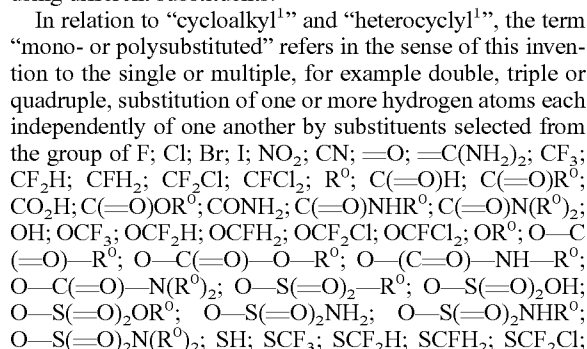 using different substituents.
In relation to “cycloalkyl¹” and “heterocyclyl¹”, the term
“mono- or polysubstituted” refers in the sense of this inven-
tion to the single or multiple, for example double, triple or
quadruple, substitution of one or more hydrogen atoms each
independently of one another by substituents selected from
the group of F; Cl; Br; I; NO₂; CN; ═O; ═C(NH₂)₂; CF₃;
CF₂H; CFH₂; CF₂Cl; CFCl₂; R⁰; C(═O)H; C(═O)R⁰;
CO₂H; C(═O)OR⁰; CONH₂; C(═O)NHR⁰; C(═O)N(R⁰)₂;
OH; OCF₃; OCF₂H; OCFH₂; OCF₂Cl; OCFCl₂; OR⁰; O—C
(═O)—R⁰; O—C(═O)—O—R⁰; O—(C═O)—NH—R⁰;
O—C(═O)—N(R⁰)₂; O—S(═O)₂—R⁰; O—S(═O)₂OH;
O—S(═O)₂OR⁰; O—S(═O)₂NH₂; O—S(═O)₂NHR⁰;
O—S(═O)₂N(R⁰)₂; SH; SCF₃; SCF₂H; SCFH₂; SCF₂Cl;